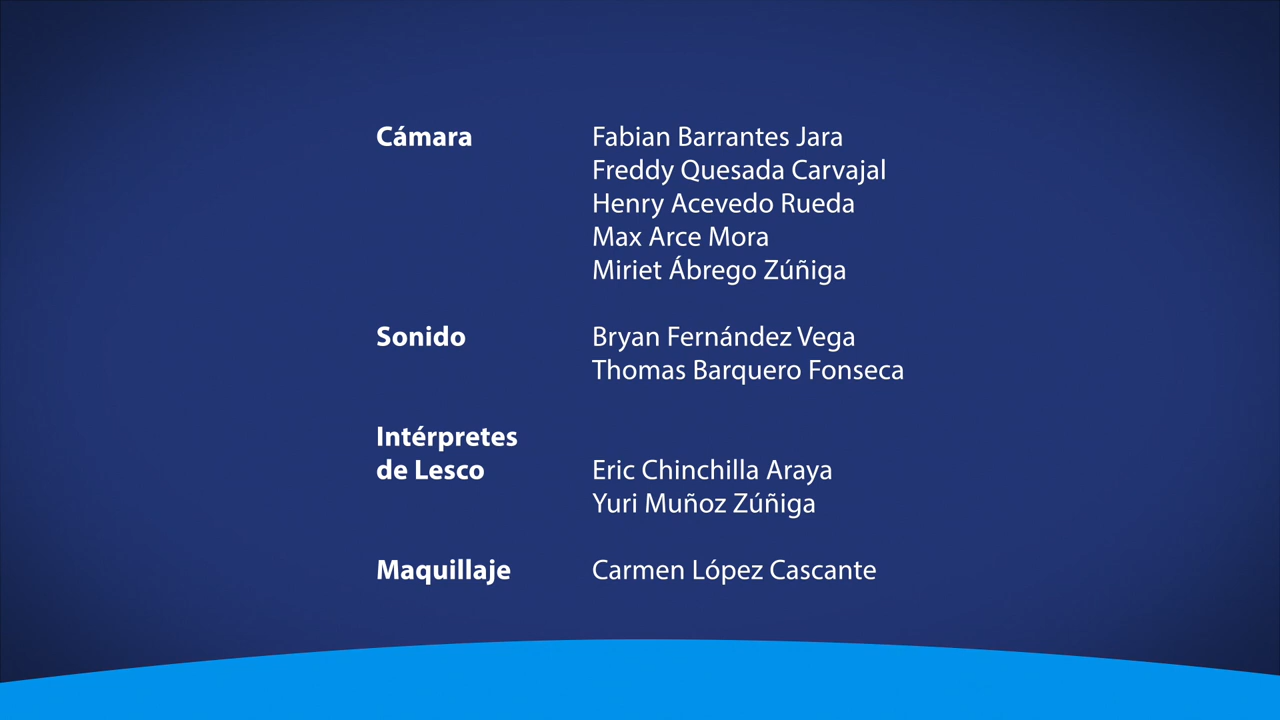 Cámara Fabian Barrantes Jara
Freddy Quesada Carvajal
Henry Acevedo Rueda
Max Arce Mora
Miriet Ábrego Zúñiga
Sonido Bryan Fernández Vega
Thomas Barquero Fonseca
Intérpretes
de Lesco Eric Chinchilla Araya
Yuri Muñoz Zúñiga
Maquillaje Carmen López Cascante